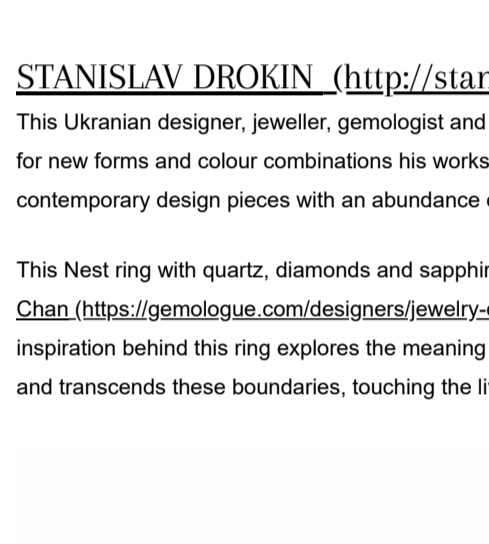 STANISLAV DROKIN (http://star
This Ukranian designer, jeweller, gemologist and
for new forms and colour combinations his works
contemporary design pieces with an abundance
This Nest ring with quartz, diamonds and sapphir
Chan (https://gemologue.com/designers/jewelry-
inspiration behind this ring explores the meaning
and transcends these boundaries, touching the li